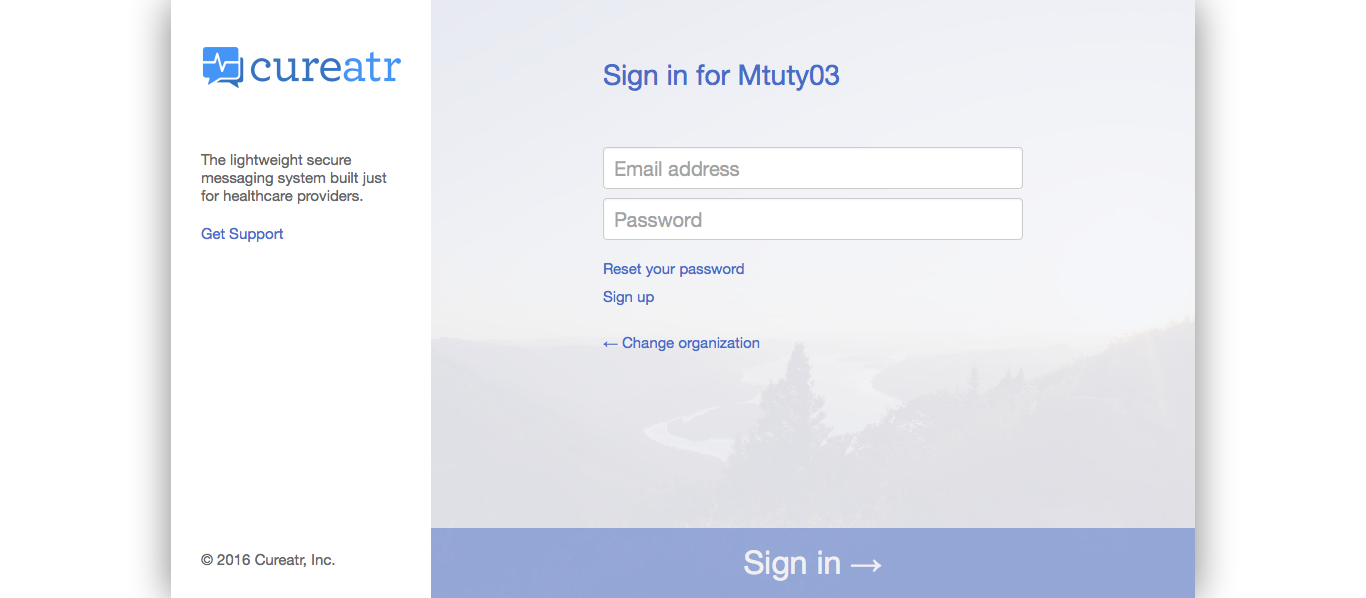 cureatr
The lightweight secure
messaging system built just
for healthcare providers.
Get Support
© 2016 Cureatr, Inc.
Sign in for Mtuty03
Email address
Password
Reset your password
Sign up
← Change organization
Sign in →